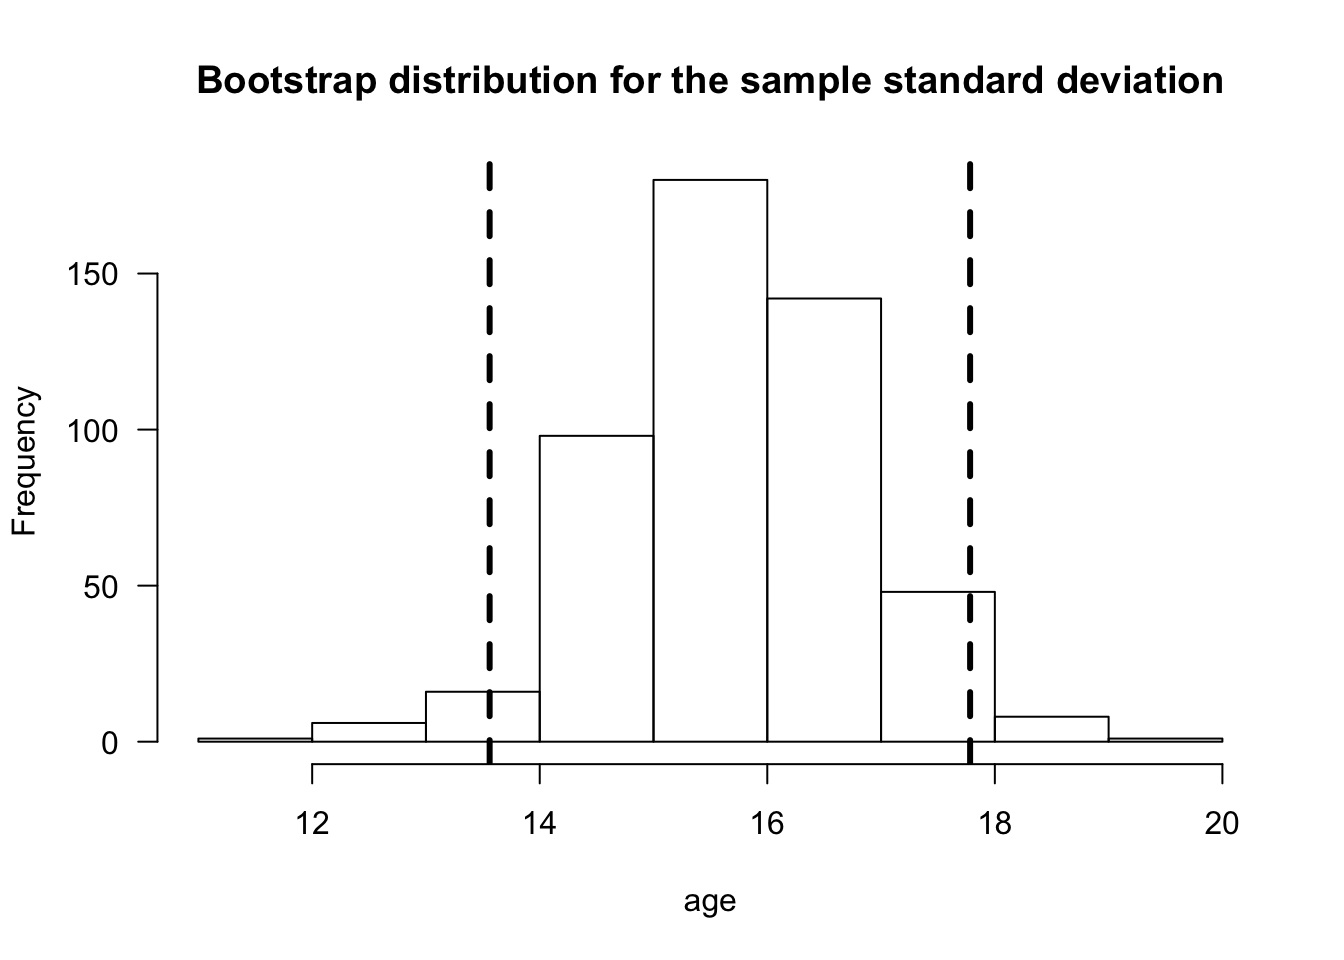 Bootstrap distribution for the sample standard deviation
150
100
50
0
Frequency
12 14 16 18 20
age